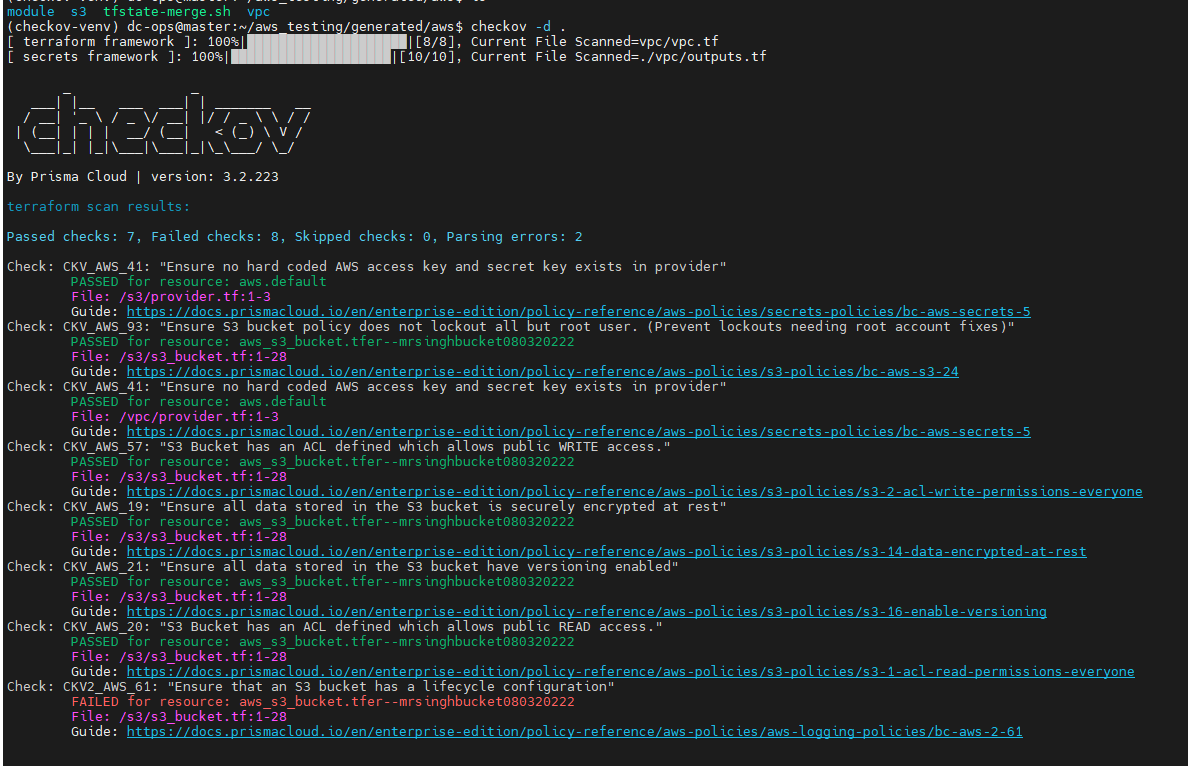 (checkov-venv) dc-ops@master:~/aws_testing/generated/aws$ ls
module s3 tfstate-merge.sh vpc
(checkov-venv) dc-ops@master:~/aws_testing/generated/aws$ checkov -d .
[ terraform framework ]: 100%|████████████████████|[8/8], Current File Scanned=vpc/vpc.tf
[ secrets framework ]: 100%|████████████████████|[10/10], Current File Scanned=./vpc/outputs.tf
checkov
By Prisma Cloud | version: 3.2.223
terraform scan results:
Passed checks: 7, Failed checks: 8, Skipped checks: 0, Parsing errors: 2
Check: CKV_AWS_41: "Ensure no hard coded AWS access key and secret key exists in provider"
PASSED for resource: aws.default
File: /s3/provider.tf:1-3
Guide: https://docs.prismacloud.io/en/enterprise-edition/policy-reference/aws-policies/secrets-policies/bc-aws-secrets-5
Check: CKV_AWS_93: "Ensure S3 bucket policy does not lockout all but root user. (Prevent lockouts needing root account fixes)"
PASSED for resource: aws_s3_bucket.tfer--mrsinghbucket080320222
File: /s3/s3_bucket.tf:1-28
Guide: https://docs.prismacloud.io/en/enterprise-edition/policy-reference/aws-policies/s3-policies/bc-aws-s3-24
Check: CKV_AWS_41: "Ensure no hard coded AWS access key and secret key exists in provider"
PASSED for resource: aws.default
File: /vpc/provider.tf:1-3
Guide: https://docs.prismacloud.io/en/enterprise-edition/policy-reference/aws-policies/secrets-policies/bc-aws-secrets-5
Check: CKV_AWS_57: "S3 Bucket has an ACL defined which allows public WRITE access."
PASSED for resource: aws_s3_bucket.tfer--mrsinghbucket080320222
File: /s3/s3_bucket.tf:1-28
Guide: https://docs.prismacloud.io/en/enterprise-edition/policy-reference/aws-policies/s3-policies/s3-2-acl-write-permissions-everyone
Check: CKV_AWS_19: "Ensure all data stored in the S3 bucket is securely encrypted at rest"
PASSED for resource: aws_s3_bucket.tfer--mrsinghbucket080320222
File: /s3/s3_bucket.tf:1-28
Guide: https://docs.prismacloud.io/en/enterprise-edition/policy-reference/aws-policies/s3-policies/s3-14-data-encrypted-at-rest
Check: CKV_AWS_21: "Ensure all data stored in the S3 bucket have versioning enabled"
PASSED for resource: aws_s3_bucket.tfer--mrsinghbucket080320222
File: /s3/s3_bucket.tf:1-28
Guide: https://docs.prismacloud.io/en/enterprise-edition/policy-reference/aws-policies/s3-policies/s3-16-enable-versioning
Check: CKV_AWS_20: "S3 Bucket has an ACL defined which allows public READ access."
PASSED for resource: aws_s3_bucket.tfer--mrsinghbucket080320222
File: /s3/s3_bucket.tf:1-28
Guide: https://docs.prismacloud.io/en/enterprise-edition/policy-reference/aws-policies/s3-policies/s3-1-acl-read-permissions-everyone
Check: CKV2_AWS_61: "Ensure that an S3 bucket has a lifecycle configuration"
FAILED for resource: aws_s3_bucket.tfer--mrsinghbucket080320222
File: /s3/s3_bucket.tf:1-28
Guide: https://docs.prismacloud.io/en/enterprise-edition/policy-reference/aws-policies/aws-logging-policies/bc-aws-2-61